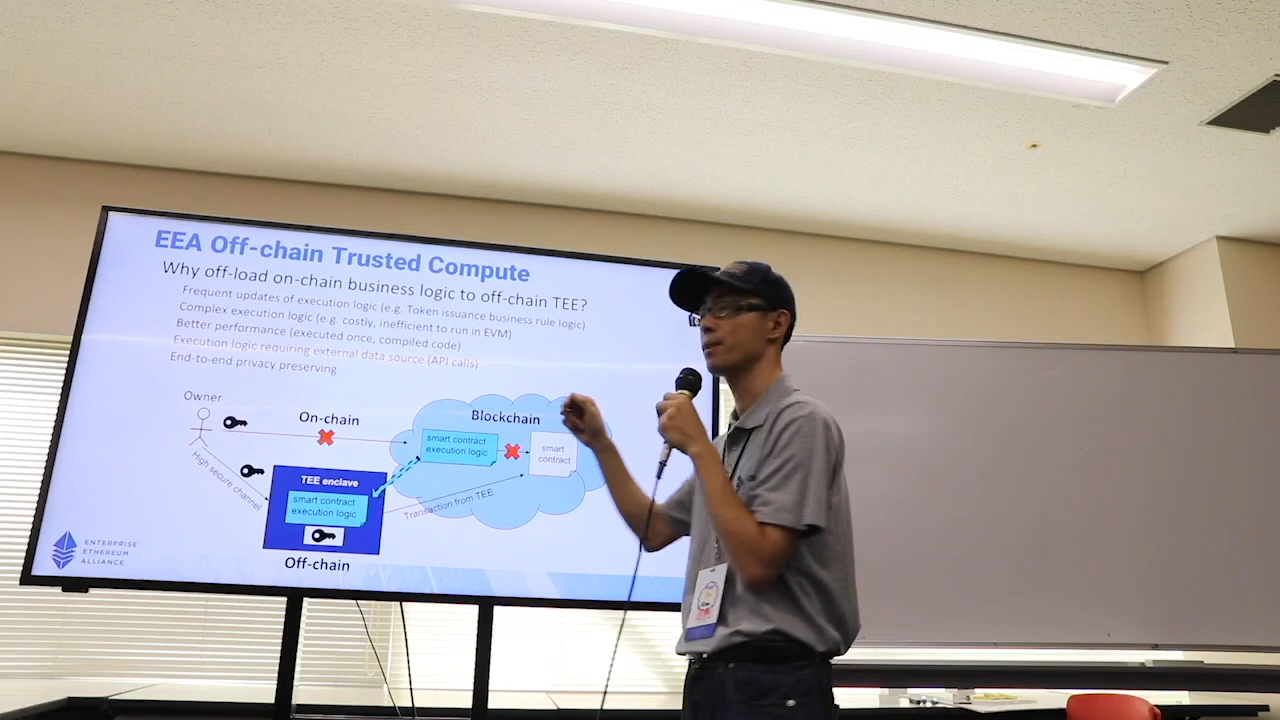 EEA Off-chain Trusted Compute
Why off-load on-chain business logic to off-chain TEE?
Frequent updates of execution logic (e.g. Token issuance business rule logic)
Complex execution logic (e.g. costly, inefficient to run in EVM)
Better performance (executed once, compiled code)
Execution logic requiring external data source (API calls)
End-to-end privacy preserving
Owner
On-chain
Blockchain
smart contract
execution logic
smart
contract
High secure channel
TEE enclave
smart contract
execution logic
Transaction from TEE
Off-chain
ENTERPRISE
ETHEREUM
ALLIANCE